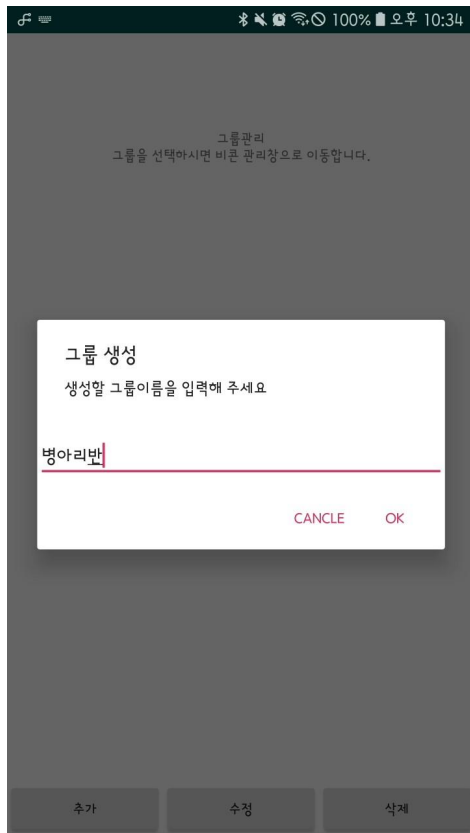 100% 오후 10:34
그룹관리
그룹을 선택하시면 비콘 관리창으로 이동합니다.
그룹 생성
생성할 그룹이름을 입력해 주세요
병아리반
CANCLE OK
추가 수정 삭제